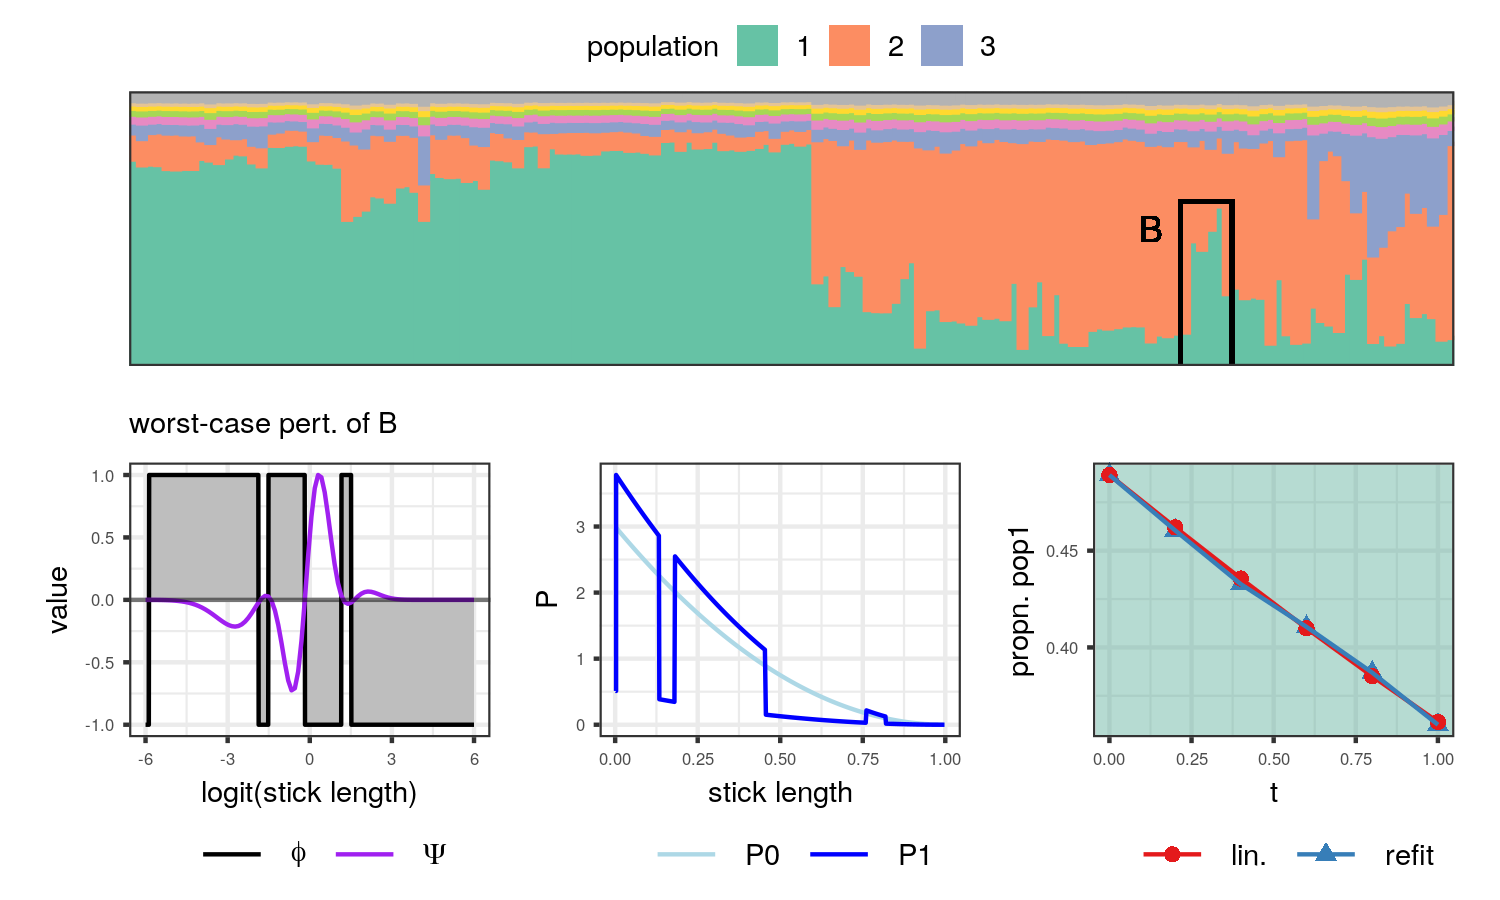 population 1 2 3
B
worst-case pert. of B
value
1.0
0.5
0.0
-0.5
-1.0
-6 -3 0 3 6
logit(stick length)
ϕ Ψ
P
3
2
1
0
0.00 0.25 0.50 0.75 1.00
stick length
P0 P1
propn. pop1
0.45
0.40
0.00 0.25 0.50 0.75 1.00
t
lin. refit